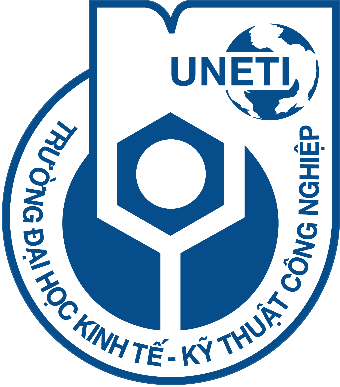 UNETI
TRƯỜNG ĐẠI HỌC KINH TẾ - KỸ THUẬT CÔNG NGHIỆP